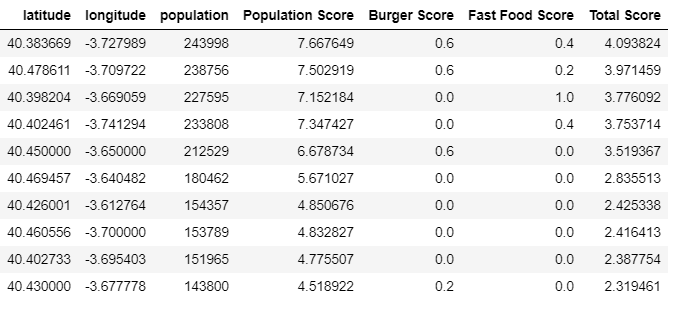 latitude longitude population Population Score Burger Score Fast Food Score Total Score
40.383669 -3.727989 243998 7.667649 0.6 0.4 4.093824
40.478611 -3.709722 238756 7.502919 0.6 0.2 3.971459
40.398204 -3.669059 227595 7.152184 0.0 1.0 3.776092
40.402461 -3.741294 233808 7.347427 0.0 0.4 3.753714
40.450000 -3.650000 212529 6.678734 0.6 0.0 3.519367
40.469457 -3.640482 180462 5.671027 0.0 0.0 2.835513
40.426001 -3.612764 154357 4.850676 0.0 0.0 2.425338
40.460556 -3.700000 153789 4.832827 0.0 0.0 2.416413
40.402733 -3.695403 151965 4.775507 0.0 0.0 2.387754
40.430000 -3.677778 143800 4.518922 0.2 0.0 2.319461